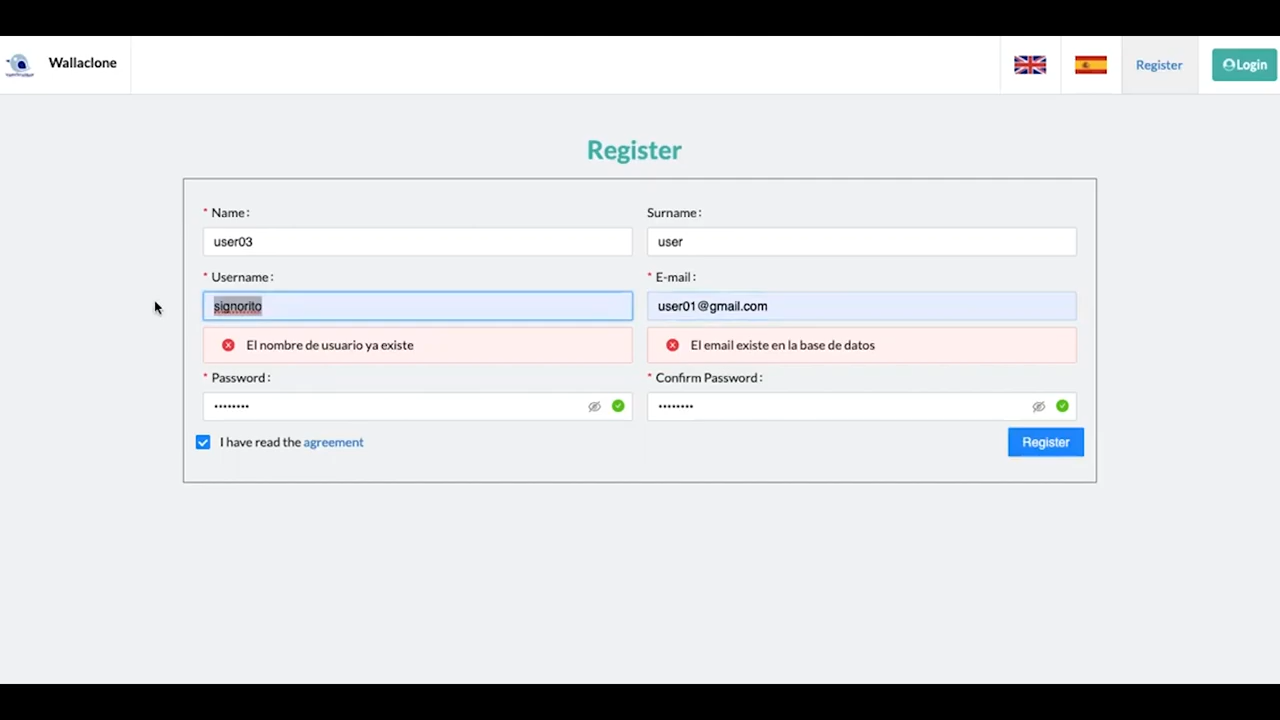 Wallaclone
Register
Login
Register
* Name:
Surname:
user03
user
* Username:
* E-mail:
signorito
user01@gmail.com
El nombre de usuario ya existe
El email existe en la base de datos
* Password:
* Confirm Password:
••••••••
••••••••
I have read the agreement
Register